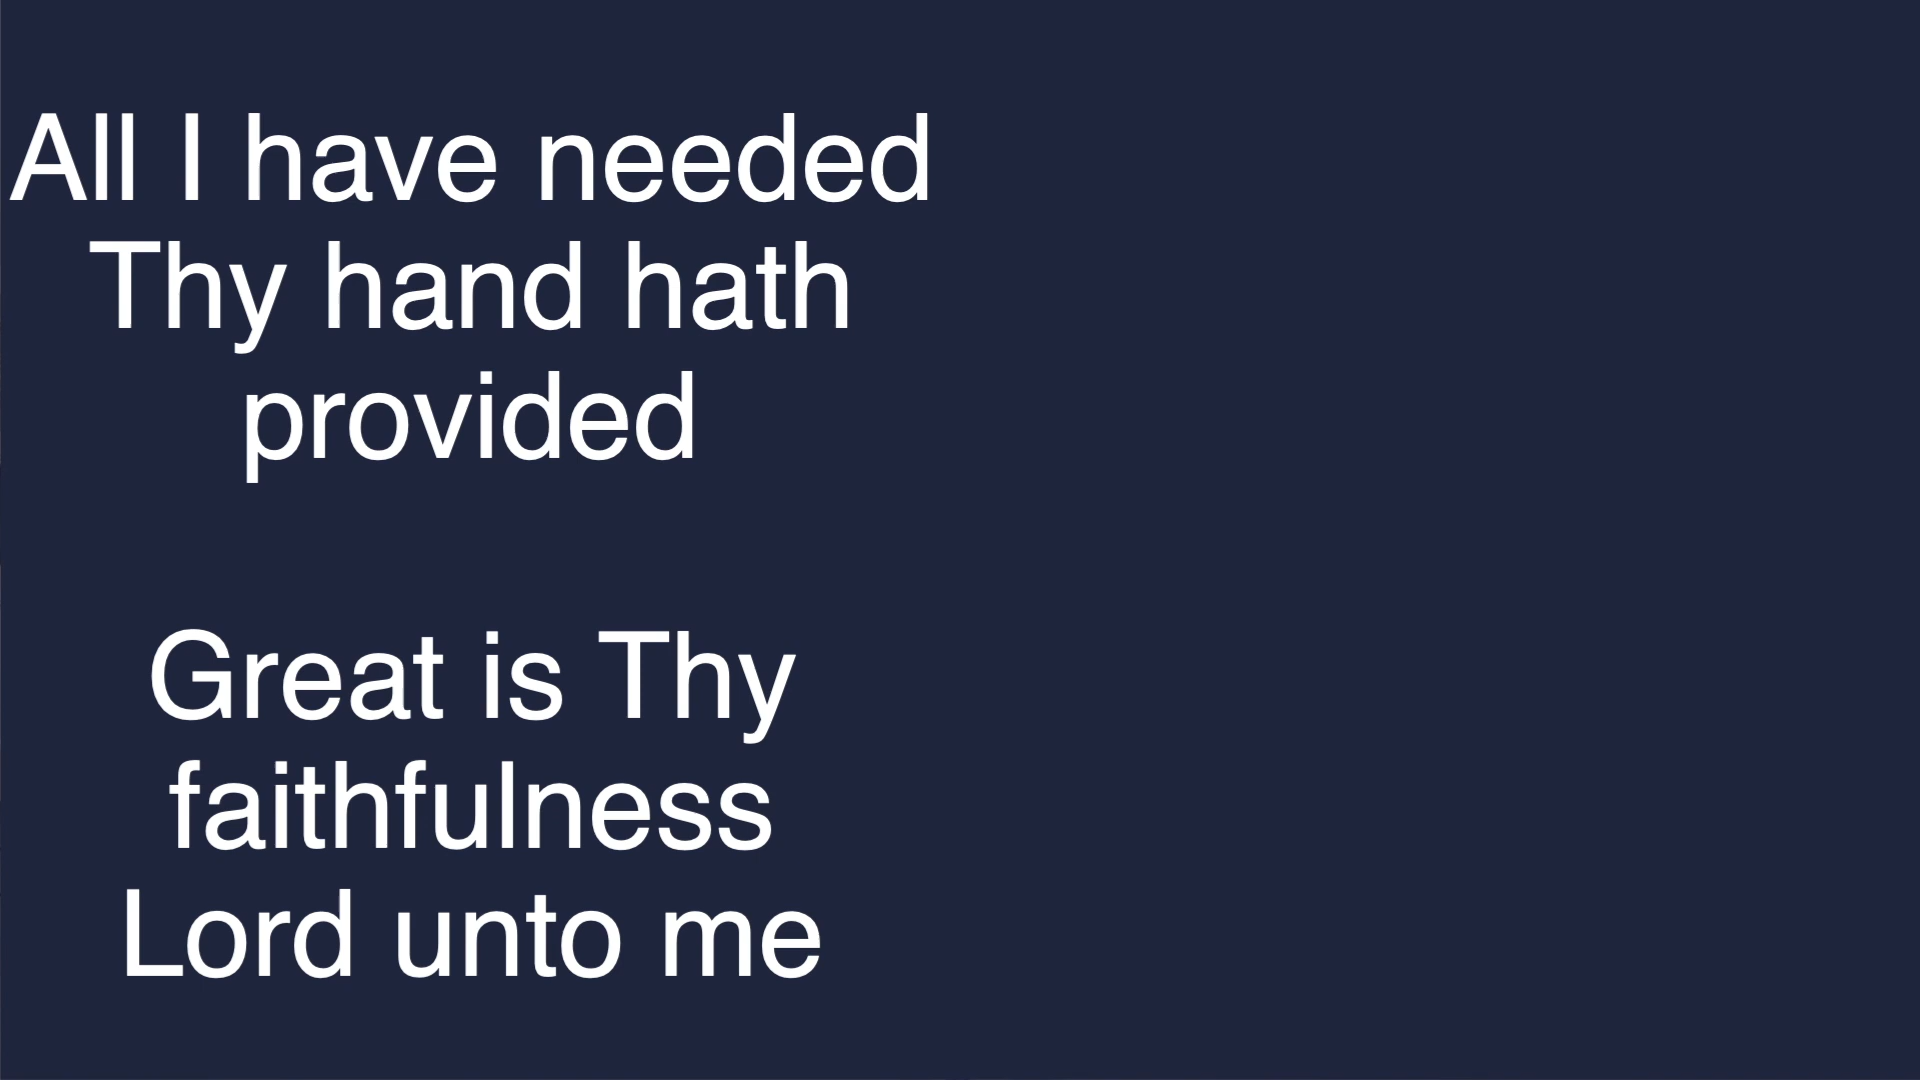 All I have needed
Thy hand hath
provided
Great is Thy
faithfulness
Lord unto me